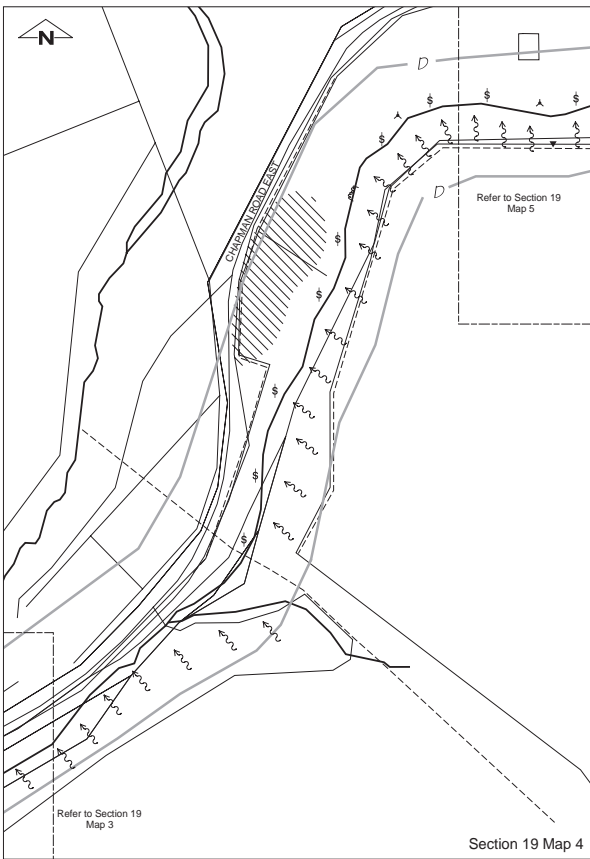 N
D
$
$
$
$
$
D
Refer to Section 19
Map 5
CHAPMAN ROAD EAST
$
$
$
$
$
Refer to Section 19
Map 3
Section 19 Map 4